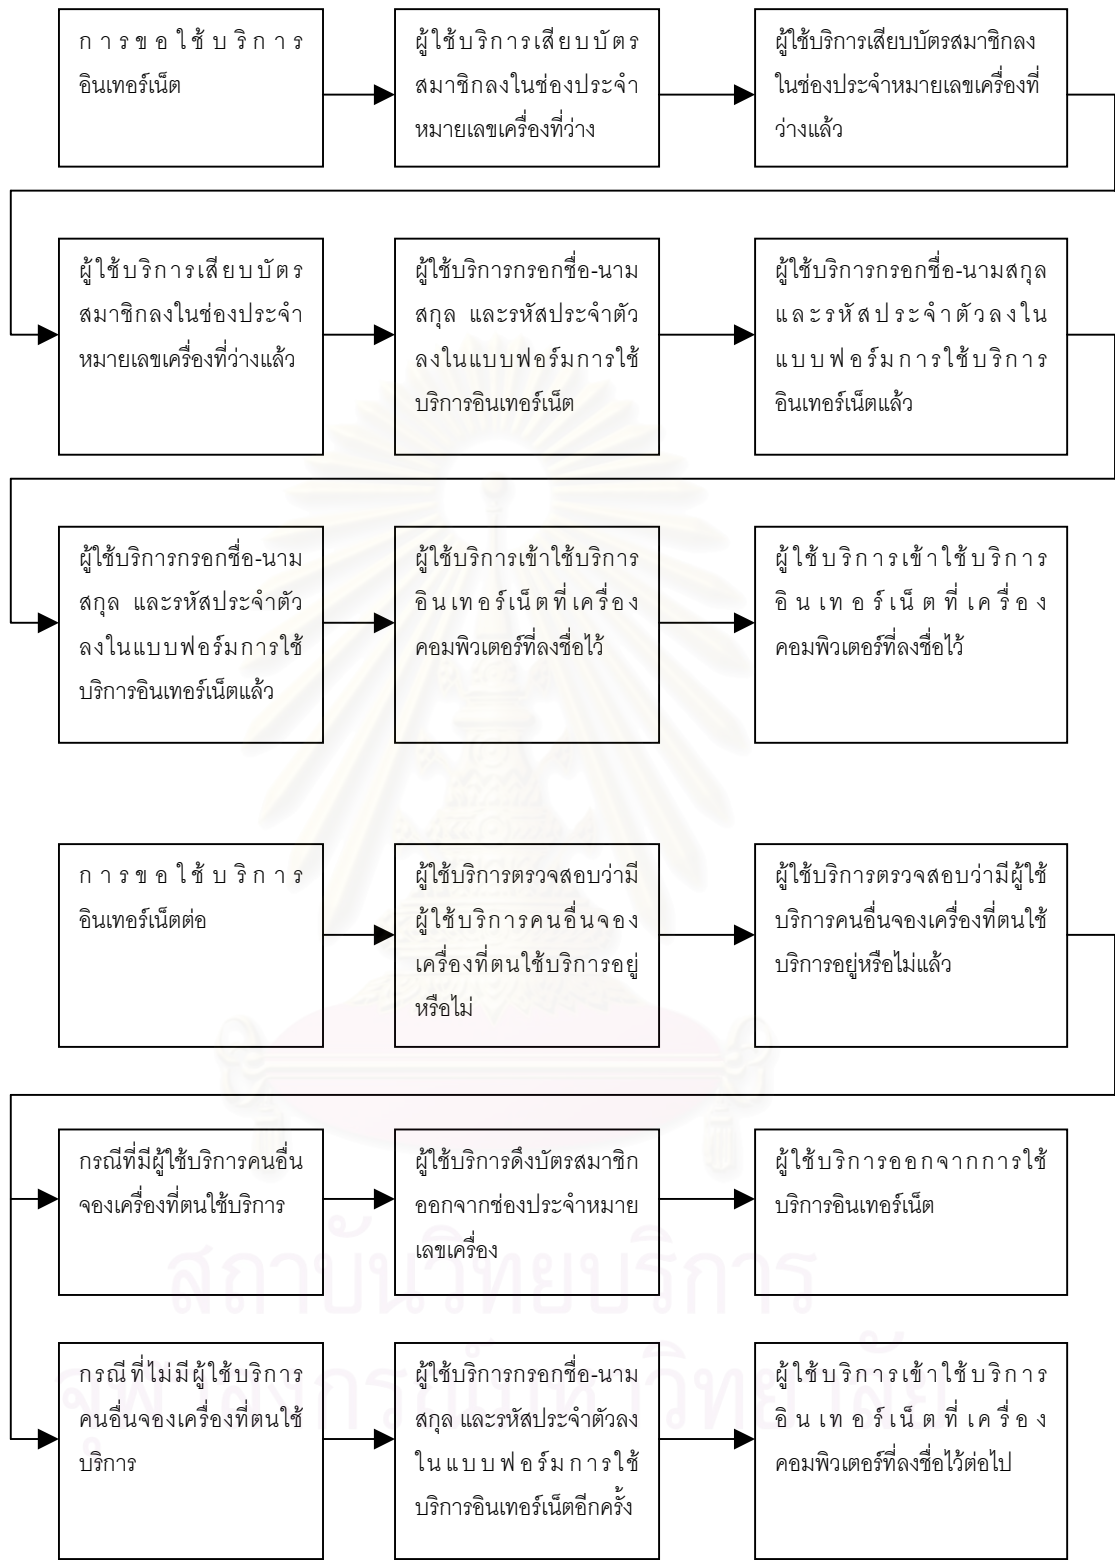 การขอใช้บริการ
อินเทอร์เน็ต
ผู้ใช้บริการเสียบบัตร
สมาชิกลงในช่องประจำ
หมายเลขเครื่องที่ว่าง
ผู้ใช้บริการเสียบบัตรสมาชิกลง
ในช่องประจำหมายเลขเครื่องที่
ว่างแล้ว
ผู้ใช้บริการเสียบบัตร
สมาชิกลงในช่องประจำ
หมายเลขเครื่องที่ว่างแล้ว
ผู้ใช้บริการกรอกชื่อ-นาม
สกุล และรหัสประจำตัว
ลงในแบบฟอร์มการใช้
บริการอินเทอร์เน็ต
ผู้ใช้บริการกรอกชื่อ-นามสกุล
และรหัสประจำตัวลงใน
แบบฟอร์มการใช้บริการ
อินเทอร์เน็ตแล้ว
ผู้ใช้บริการกรอกชื่อ-นาม
สกุล และรหัสประจำตัว
ลงในแบบฟอร์มการใช้
บริการอินเทอร์เน็ตแล้ว
ผู้ใช้บริการเข้าใช้บริการ
อินเทอร์เน็ตที่เครื่อง
คอมพิวเตอร์ที่ลงชื่อไว้
ผู้ใช้บริการเข้าใช้บริการ
อินเทอร์เน็ตที่เครื่อง
คอมพิวเตอร์ที่ลงชื่อไว้
การขอใช้บริการ
อินเทอร์เน็ตต่อ
ผู้ใช้บริการตรวจสอบว่ามี
ผู้ใช้บริการคนอื่นจอง
เครื่องที่ตนใช้บริการอยู่
หรือไม่
ผู้ใช้บริการตรวจสอบว่ามีผู้ใช้
บริการคนอื่นจองเครื่องที่ตนใช้
บริการอยู่หรือไม่แล้ว
กรณีที่มีผู้ใช้บริการคนอื่น
จองเครื่องที่ตนใช้บริการ
ผู้ใช้บริการดึงบัตรสมาชิก
ออกจากช่องประจำหมาย
เลขเครื่อง
ผู้ใช้บริการออกจากการใช้
บริการอินเทอร์เน็ต
กรณีที่ไม่มีผู้ใช้บริการ
คนอื่นจองเครื่องที่ตนใช้
บริการ
ผู้ใช้บริการกรอกชื่อ-นาม
สกุล และรหัสประจำตัวลง
ในแบบฟอร์มการใช้
บริการอินเทอร์เน็ตอีกครั้ง
ผู้ใช้บริการเข้าใช้บริการ
อินเทอร์เน็ตที่เครื่อง
คอมพิวเตอร์ที่ลงชื่อไว้ต่อไป
สถาบันวิทยบริการ
จุฬาลงกรณ์มหาวิทยาลัย